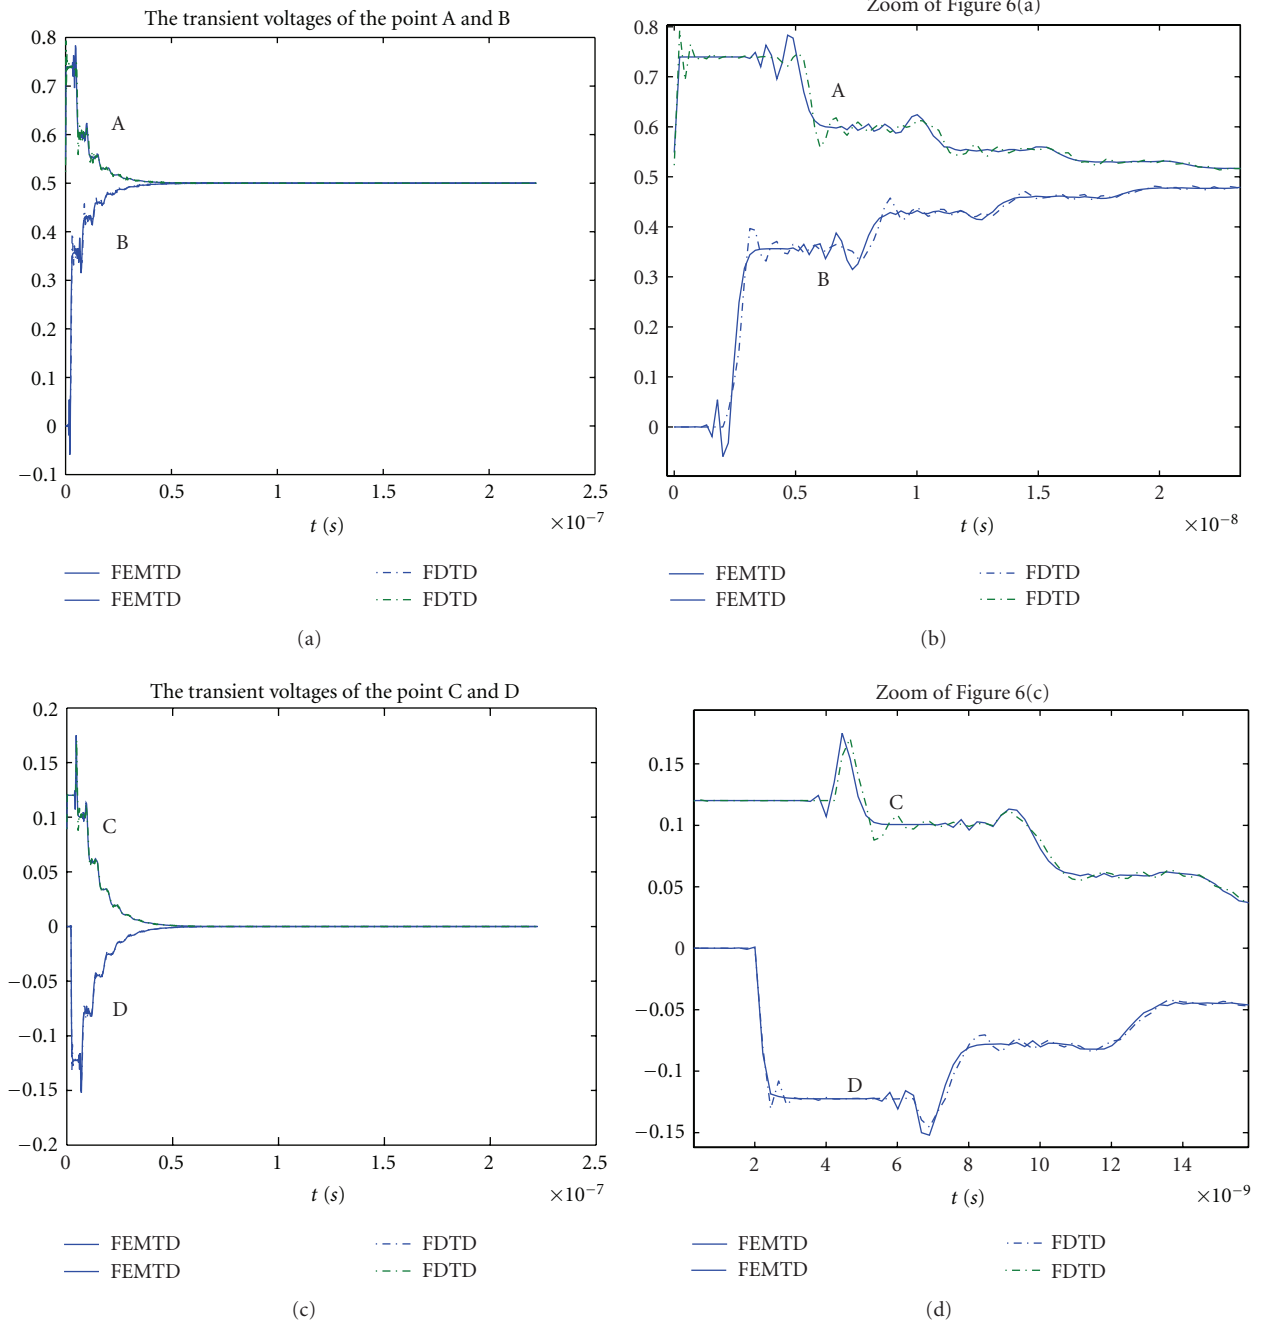 The transient voltages of the point A and B
0.8
0.7
0.6
0.5
0.4
0.3
0.2
0.1
0
−0.1
A
B
0 0.5 1 1.5 2 2.5
×10−7
t (s)
FEMTD FDTD
FEMTD FDTD
(a)
Zoom of Figure 6(a)
0.8
0.7
0.6
0.5
0.4
0.3
0.2
0.1
0
A
B
0 0.5 1 1.5 2
×10−8
t (s)
FEMTD FDTD
FEMTD FDTD
(b)
The transient voltages of the point C and D
0.2
0.15
0.1
0.05
0
−0.05
−0.1
−0.15
−0.2
C
D
0 0.5 1 1.5 2 2.5
×10−7
t (s)
FEMTD FDTD
FEMTD FDTD
(c)
Zoom of Figure 6(c)
0.15
0.1
0.05
0
−0.05
−0.1
−0.15
C
D
2 4 6 8 10 12 14
×10−9
t (s)
FEMTD FDTD
FEMTD FDTD
(d)